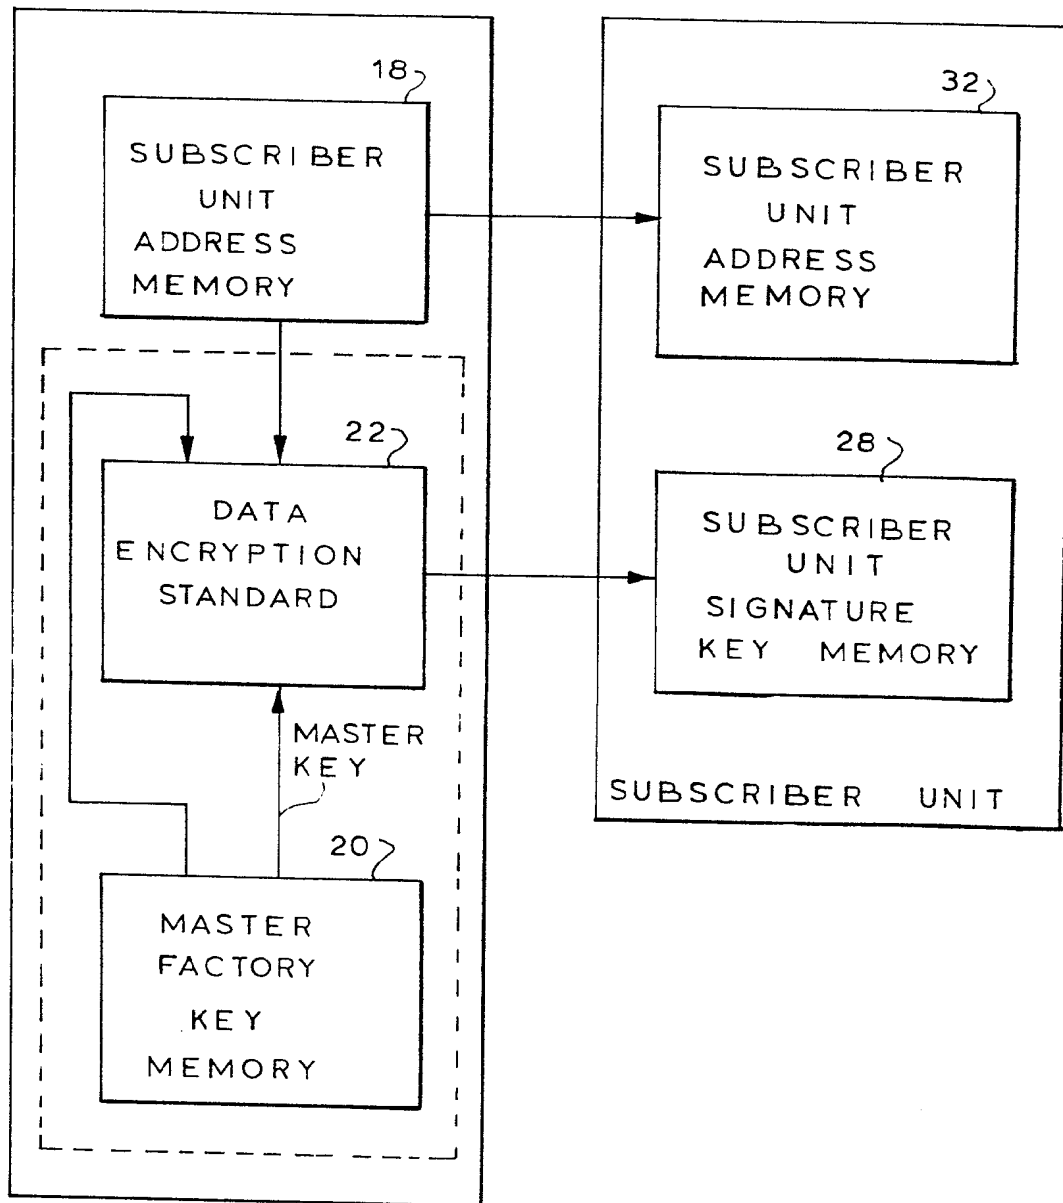 18
SUBSCRIBER
UNIT
ADDRESS
MEMORY
22
DATA
ENCRYPTION
STANDARD
MASTER
KEY
20
MASTER
FACTORY
KEY
MEMORY
32
SUBSCRIBER
UNIT
ADDRESS
MEMORY
28
SUBSCRIBER
UNIT
SIGNATURE
KEY MEMORY
SUBSCRIBER UNIT